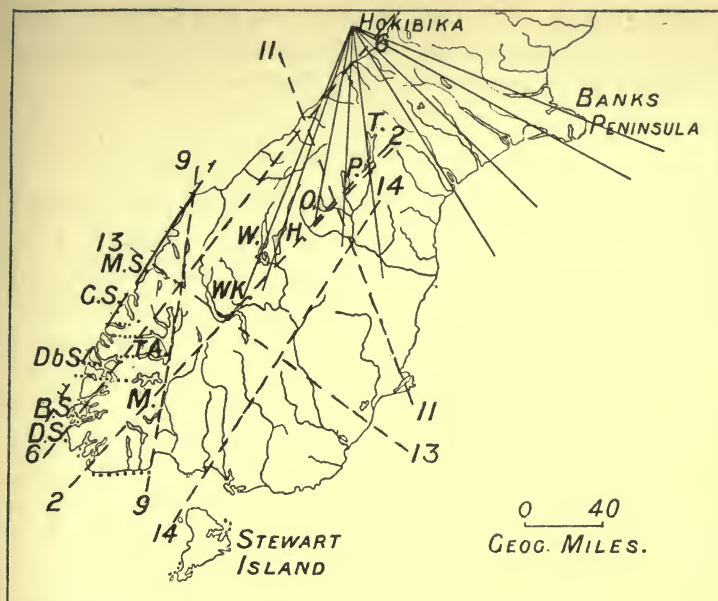 HOKIBIKA
6
11
BANKS
PENINSULA
T.
2
9
P.
14
O.
13
W.
H.
M.S.
C.S.
WK.
DbS.
T.A.
B.S.
M.
11
D.S.
6
13
2
9
14
0 40
GEOG. MILES.
STEWART
ISLAND